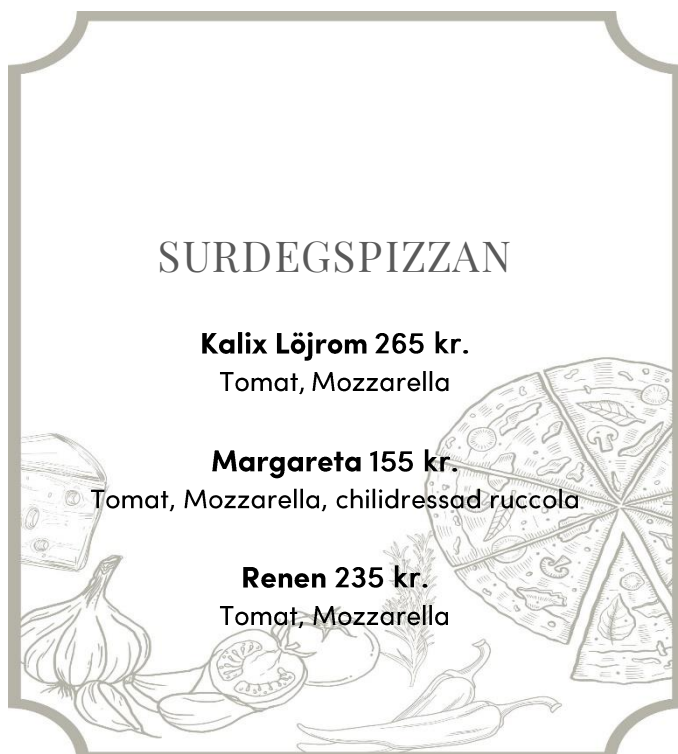 SURDEGSPIZZAN
Kalix Löjrom 265 kr.
Tomat, Mozzarella
Margareta 155 kr.
Tomat, Mozzarella, chilidressad ruccola
Renen 235 kr.
Tomat, Mozzarella